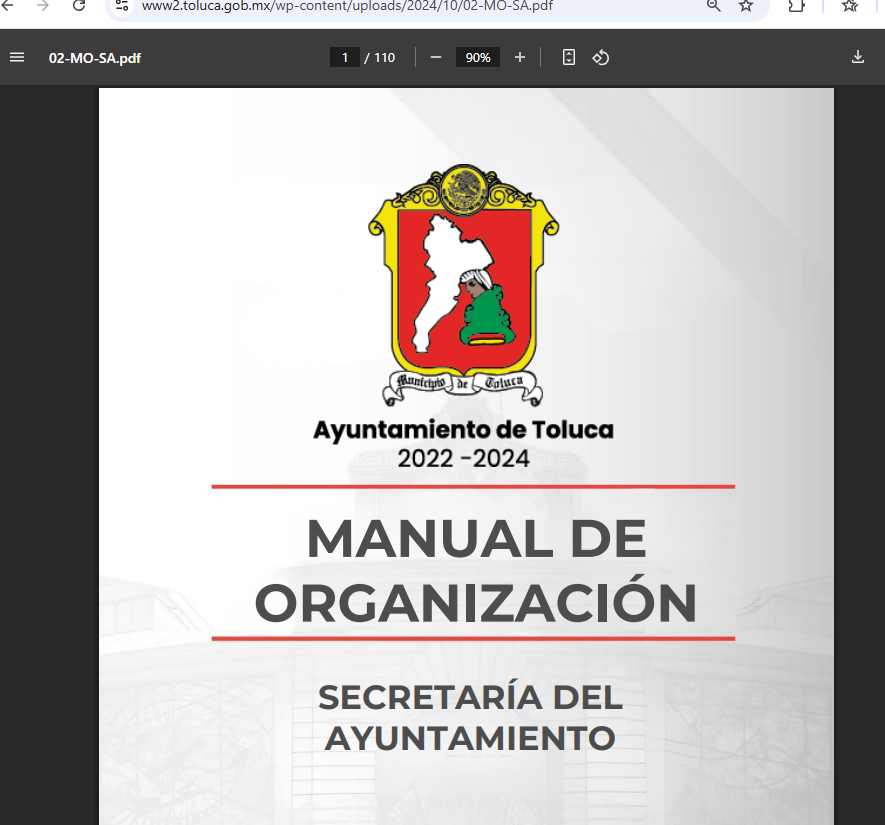 www2.toluca.gob.mx/wp-content/uploads/2024/10/02-MO-SA.pdf
02-MO-SA.pdf
1 / 110
90%
Municipio de Toluca
Ayuntamiento de Toluca
2022 -2024
MANUAL DE
ORGANIZACIÓN
SECRETARÍA DEL
AYUNTAMIENTO